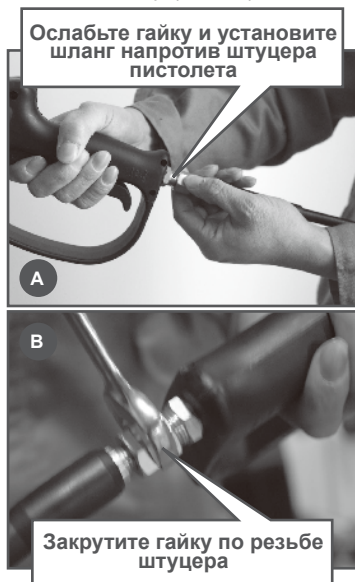 Ослабьте гайку и установите
шланг напротив штуцера
пистолета
A
B
Закрутите гайку по резьбе
штуцера